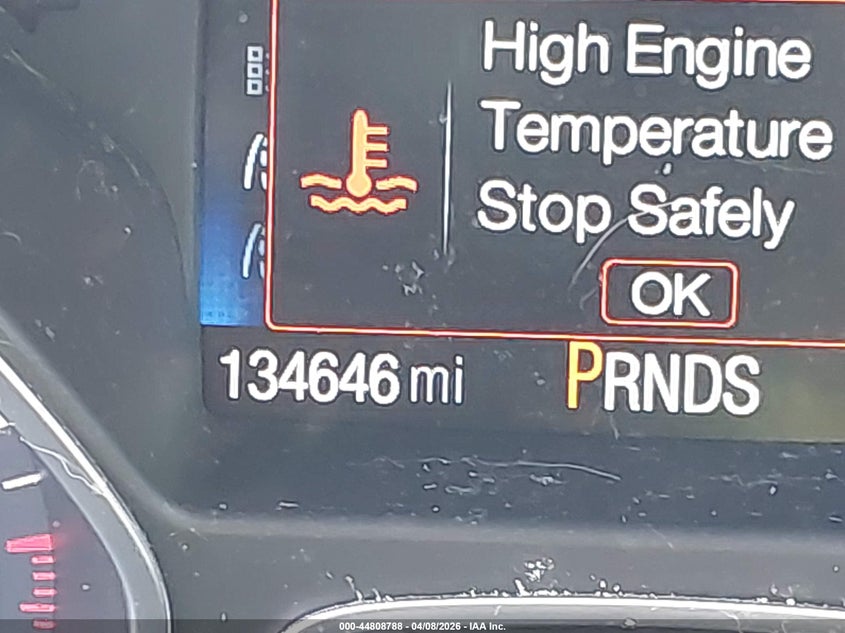 High Engine
Temperature
Stop Safely
OK
134646 mi
PRNDS
000-44808788 - 04/08/2026 - IAA Inc.